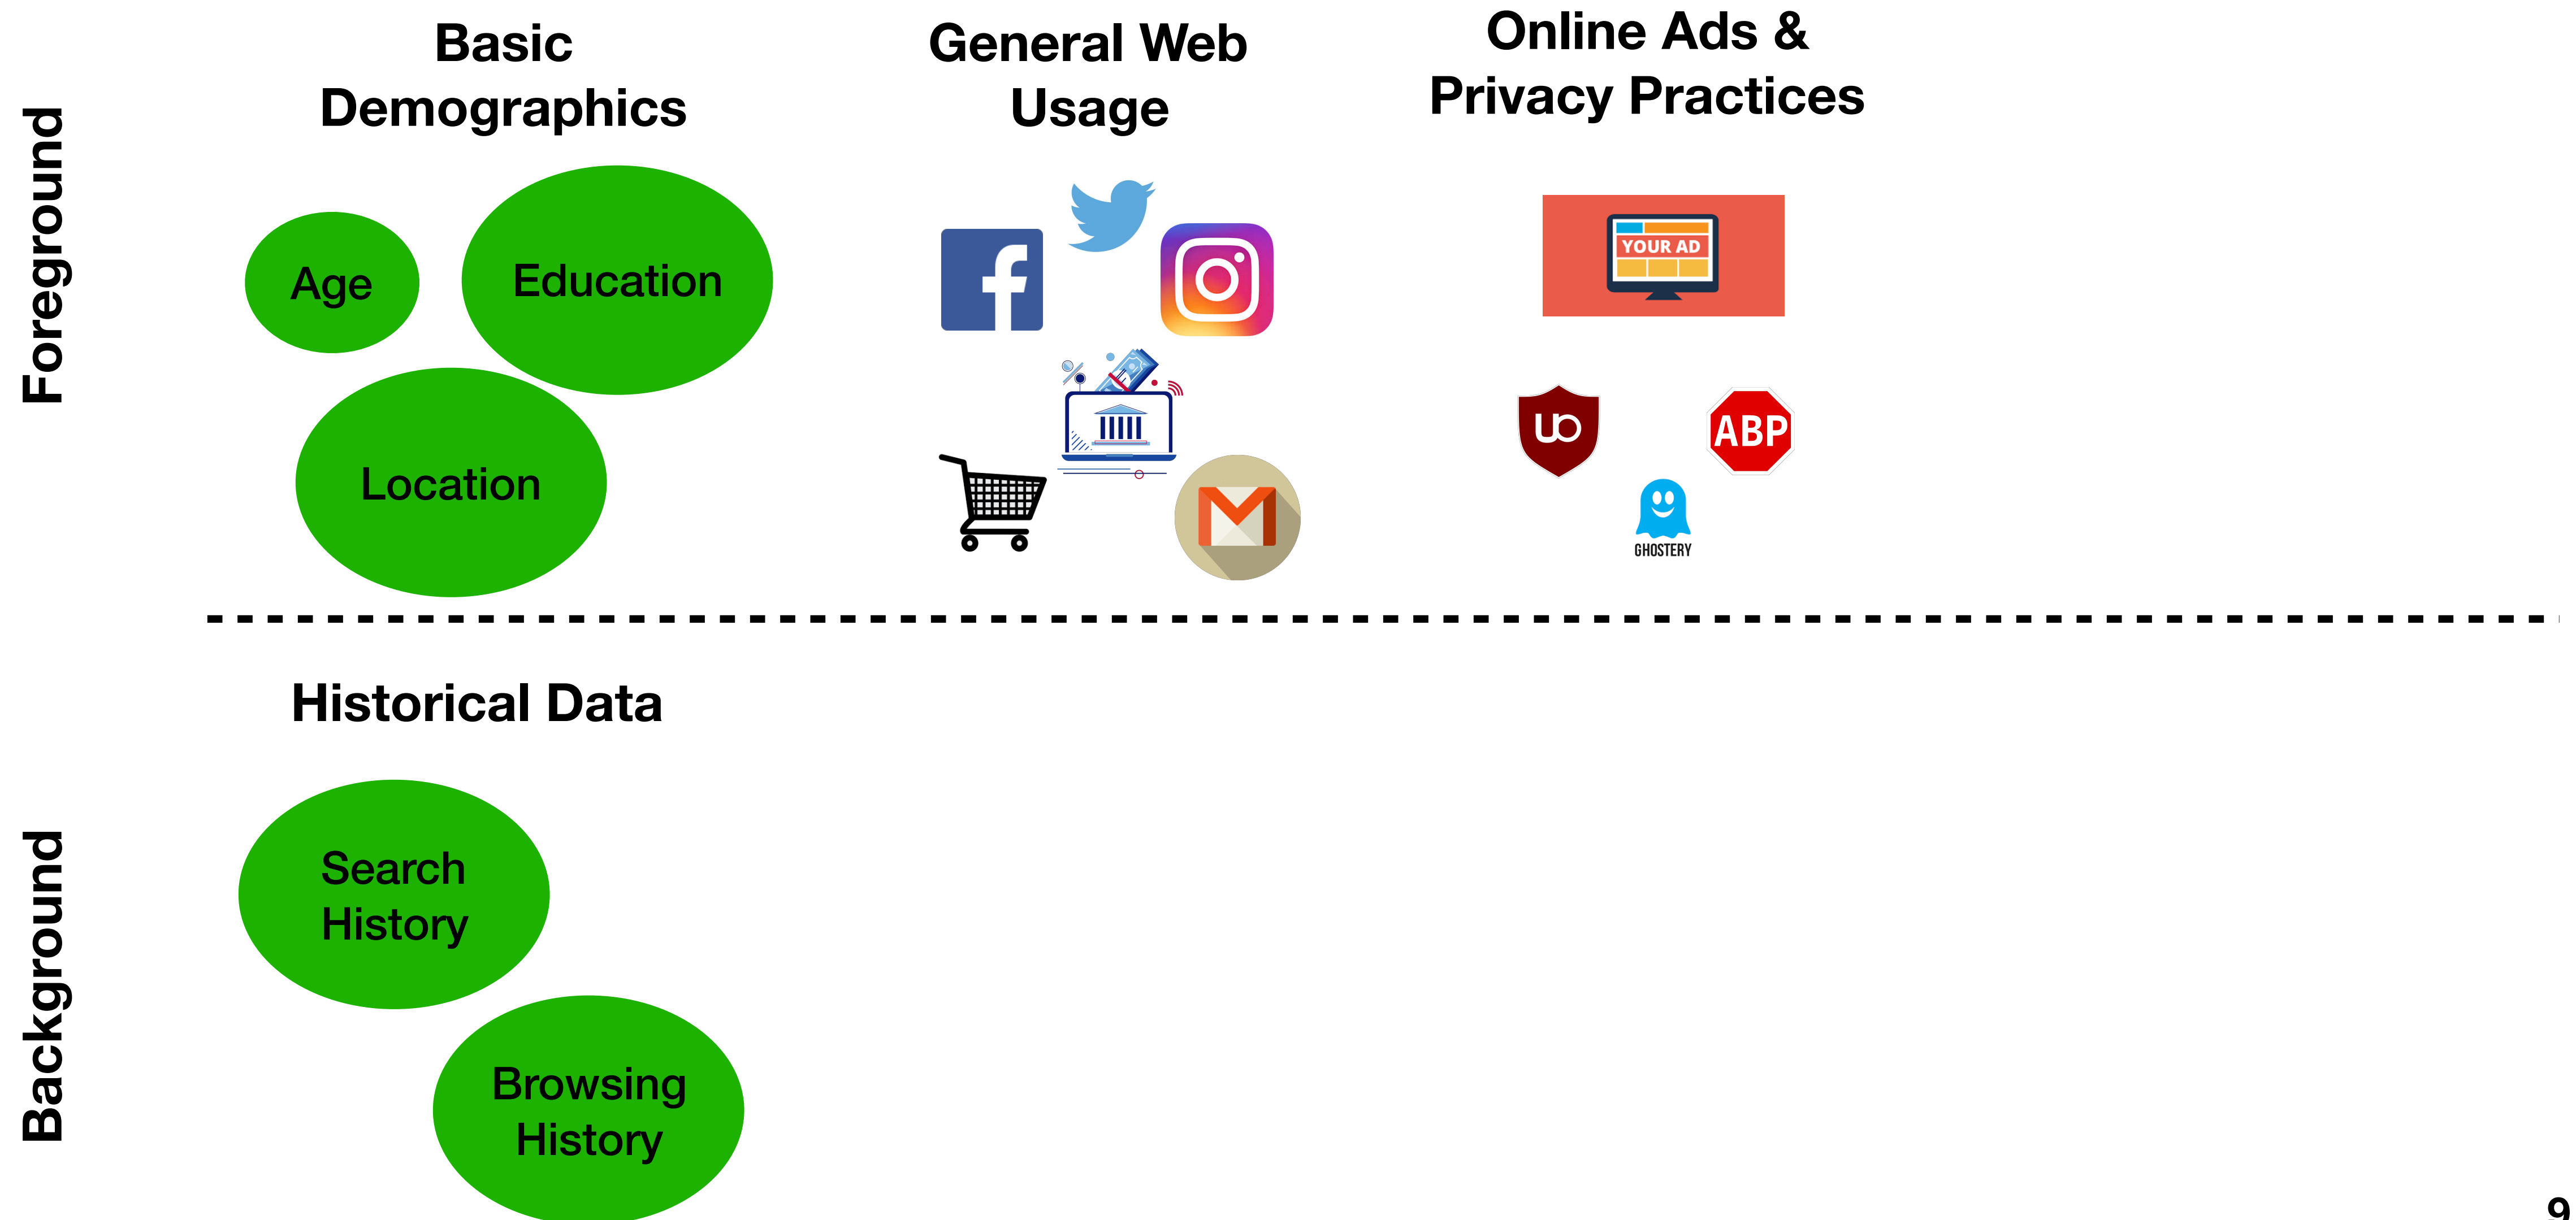 Foreground
Basic
Demographics
Age
Education
Location
General Web
Usage
Online Ads &
Privacy Practices
YOUR AD
uo
ABP
GHOSTERY
Background
Historical Data
Search
History
Browsing
History
9